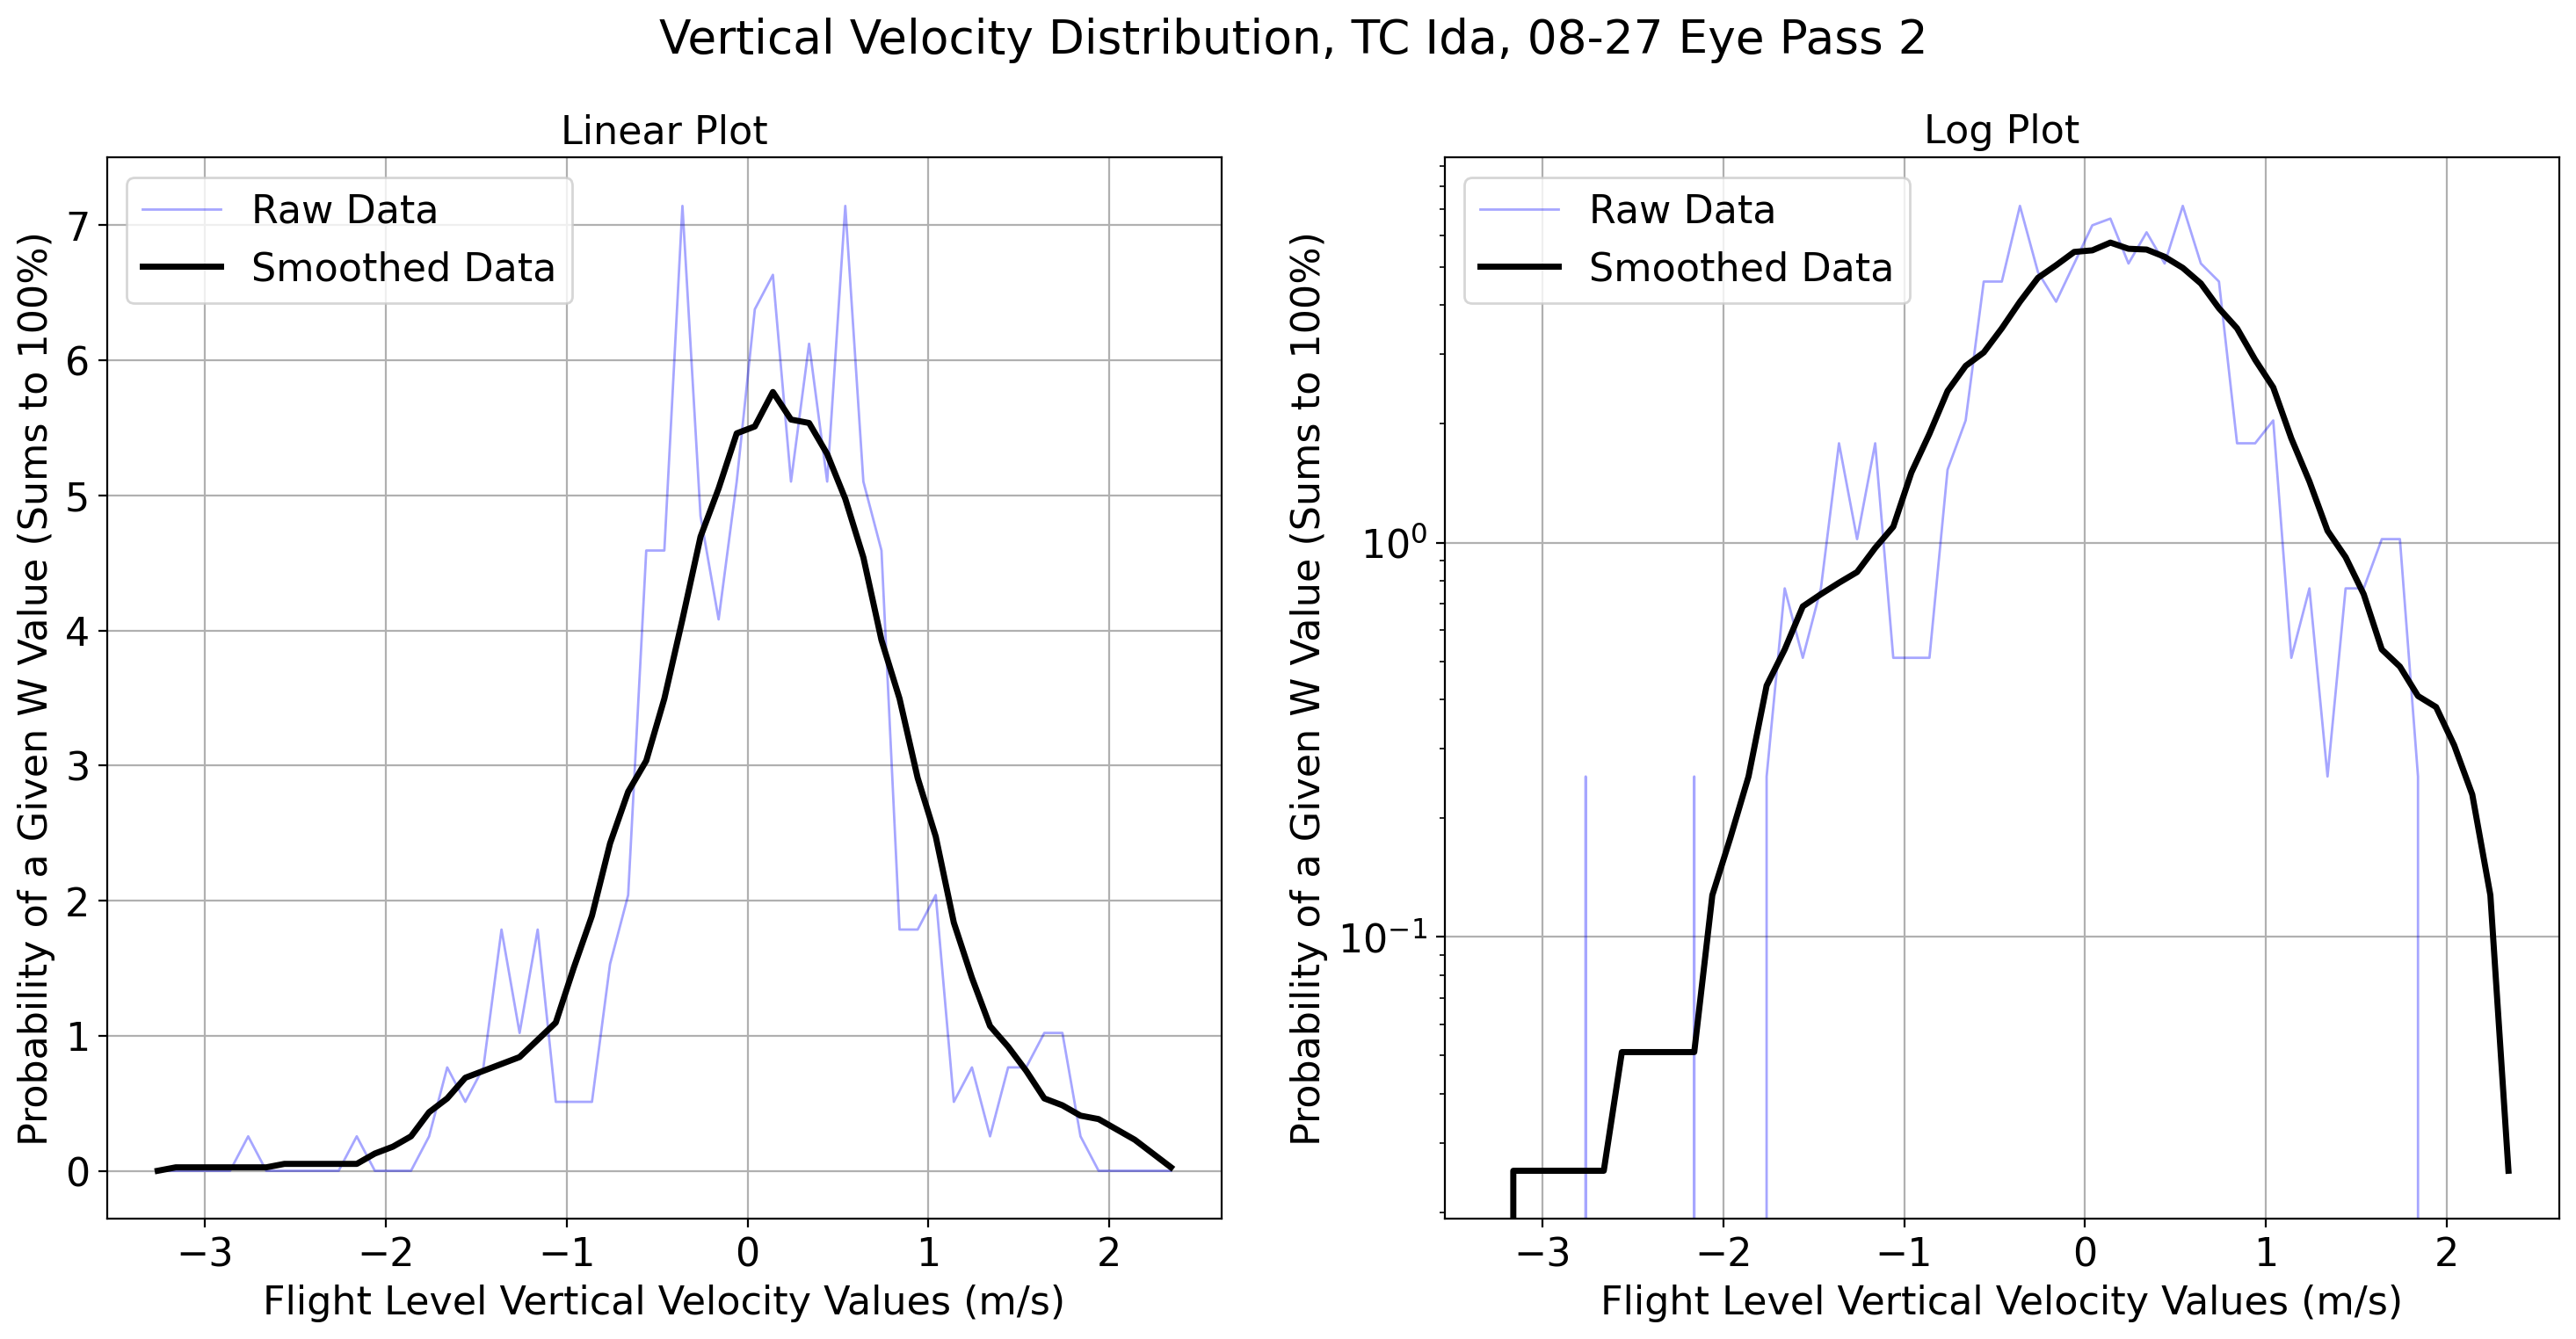 Vertical Velocity Distribution, TC Ida, 08-27 Eye Pass 2
Linear Plot
Raw Data
Smoothed Data
Probability of a Given W Value (Sums to 100%)
7
6
5
4
3
2
1
0
−3 −2 −1 0 1 2
Flight Level Vertical Velocity Values (m/s)
Log Plot
Raw Data
Smoothed Data
Probability of a Given W Value (Sums to 100%)
10⁰
10⁻¹
−3 −2 −1 0 1 2
Flight Level Vertical Velocity Values (m/s)